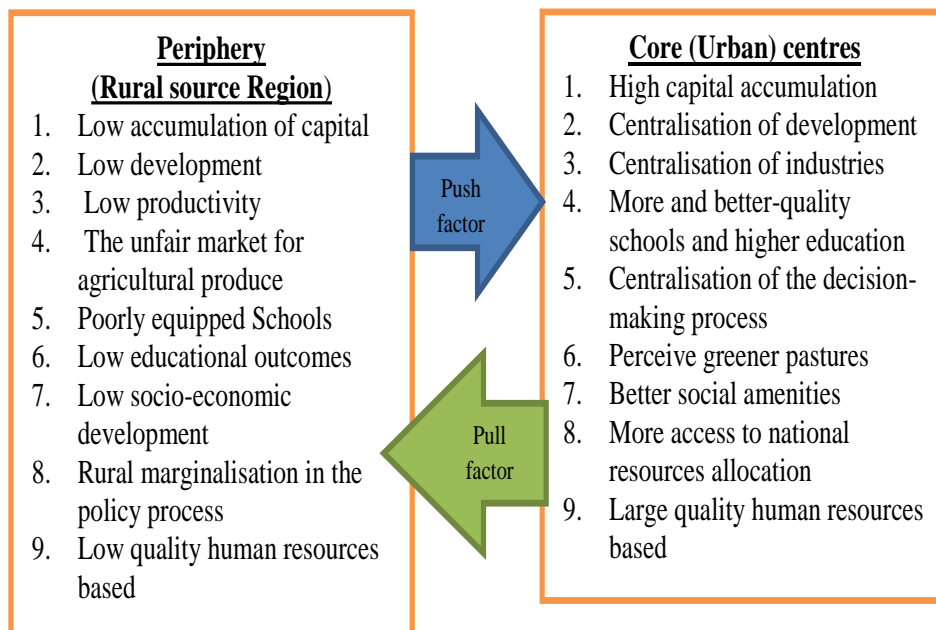 Periphery
(Rural source Region)
1. Low accumulation of capital
2. Low development
3. Low productivity
4. The unfair market for
agricultural produce
5. Poorly equipped Schools
6. Low educational outcomes
7. Low socio-economic
development
8. Rural marginalisation in the
policy process
9. Low quality human resources
based
Push
factor
Pull
factor
Core (Urban) centres
1. High capital accumulation
2. Centralisation of development
3. Centralisation of industries
4. More and better-quality
schools and higher education
5. Centralisation of the decision-
making process
6. Perceive greener pastures
7. Better social amenities
8. More access to national
resources allocation
9. Large quality human resources
based